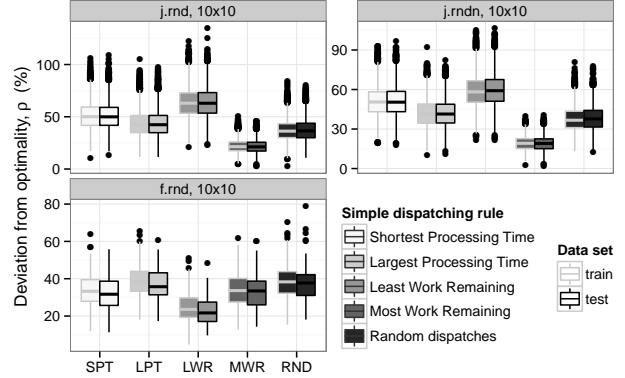 j.rnd, 10x10
j.rndn, 10x10
Deviation from optimality, ρ (%)
100
50
0
90
60
30
0
f.rnd, 10x10
80
60
40
20
SPT LPT LWR MWR RND
Simple dispatching rule
Shortest Processing Time
Largest Processing Time
Least Work Remaining
Most Work Remaining
Random dispatches
Data set
train
test